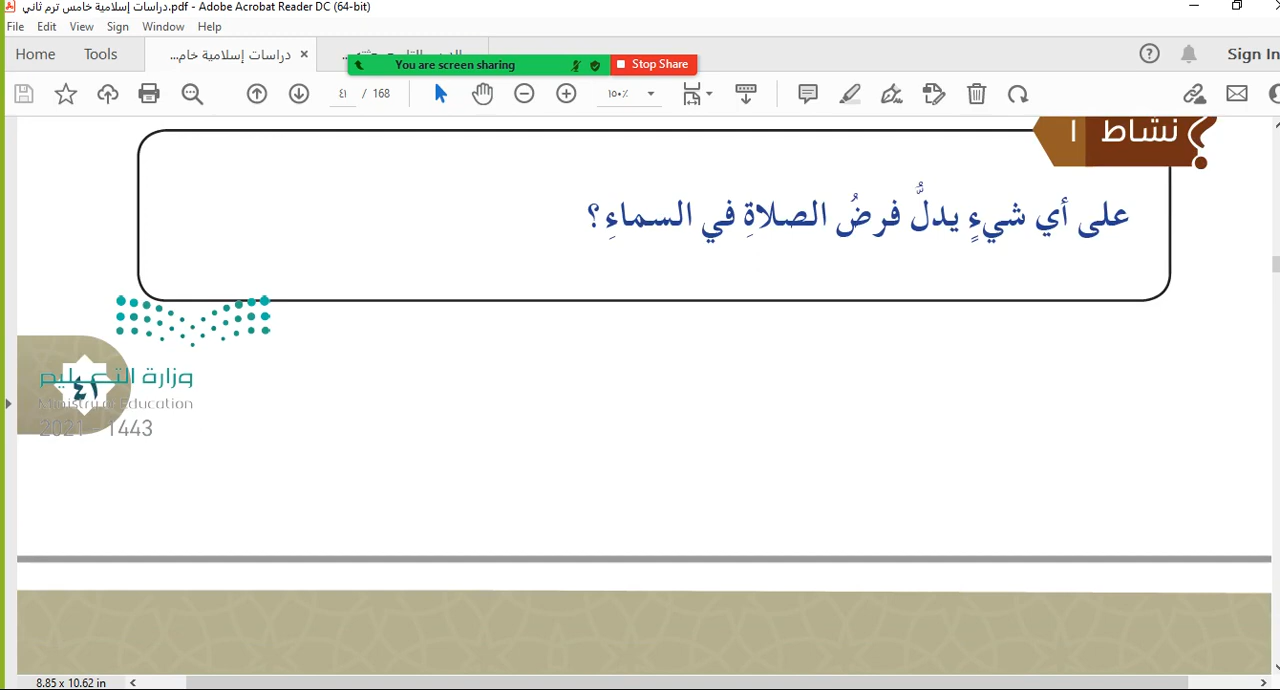 دراسات إسلامية خامس ترم ثاني.pdf - Adobe Acrobat Reader DC (64-bit)
File Edit View Sign Window Help
Home Tools دراسات إسلامية خام... × Sign In
You are screen sharing Stop Share
٤١ / 168 ١٥٠٪
نشاط ١
على أي شيءٍ يدلُّ فرضُ الصلاةِ في السماءِ؟
وزارة التعـــليم
٤١
Ministry of Education
2021 - 1443
8.85 x 10.62 in